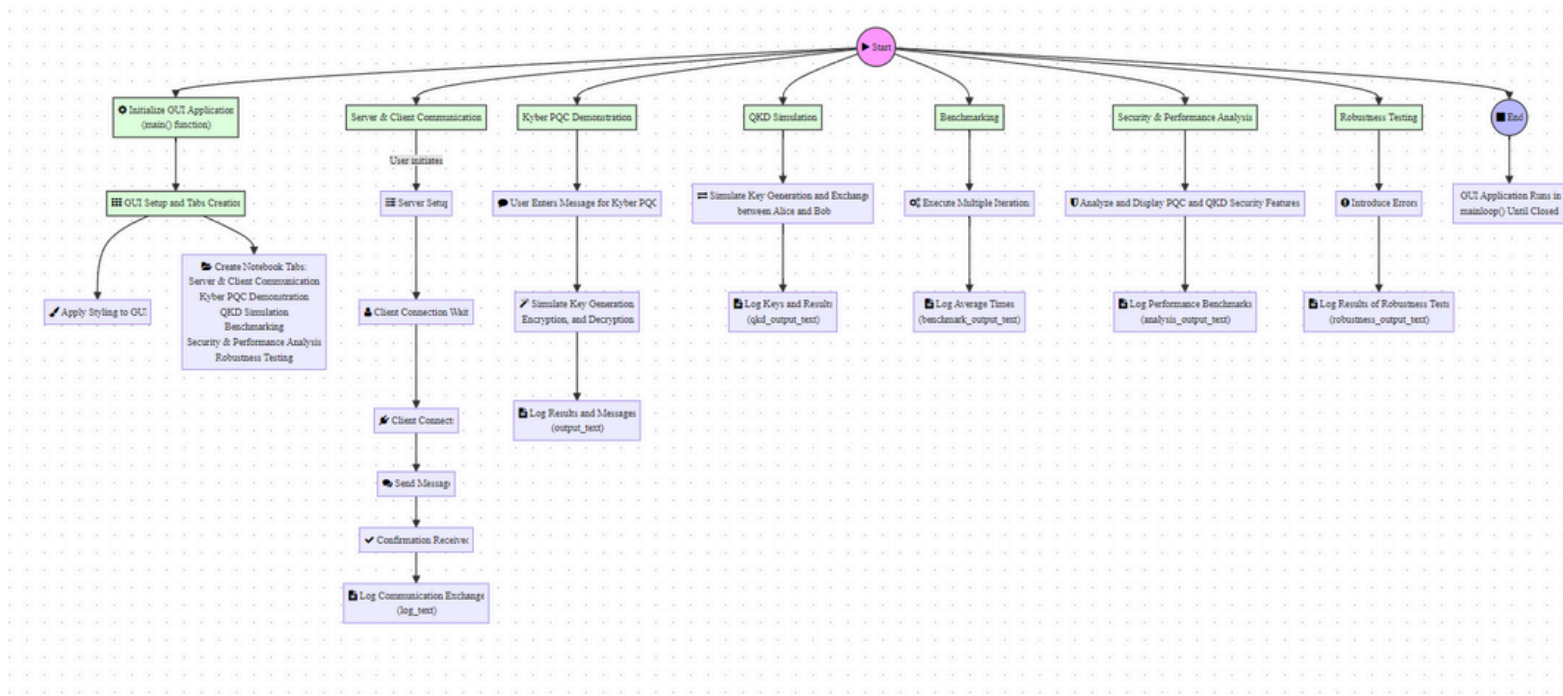 Start
Initialize GUI Application
(main() function)
Server & Client Communication
Kyber PQC Demonstration
QKD Simulation
Benchmarking
Security & Performance Analysis
Robustness Testing
End
User initiates
GUI Setup and Tabs Creation
Server Setup
User Enters Message for Kyber PQC
Simulate Key Generation and Exchange
between Alice and Bob
Execute Multiple Iteration
Analyze and Display PQC and QKD Security Features
Introduce Errors
GUI Application Runs in
mainloop() Until Closed
Apply Styling to GUI
Create Notebook Tabs:
Server & Client Communication
Kyber PQC Demonstration
QKD Simulation
Benchmarking
Security & Performance Analysis
Robustness Testing
Client Connection Wait
Simulate Key Generation,
Encryption, and Decryption
Log Keys and Results
(qkd_output_text)
Log Average Times
(benchmark_output_text)
Log Performance Benchmarks
(analysis_output_text)
Log Results of Robustness Tests
(robustness_output_text)
Client Connect
Log Results and Messages
(output_text)
Send Message
Confirmation Received
Log Communication Exchange
(log_text)